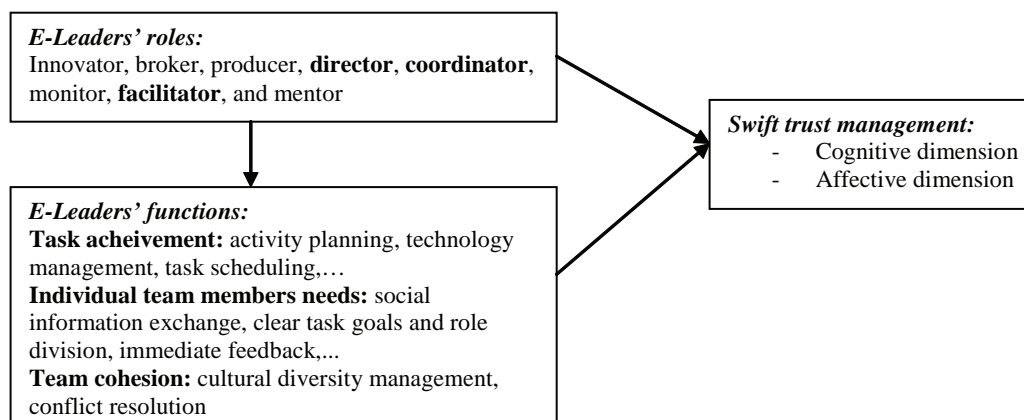 E-Leaders’ roles:
Innovator, broker, producer, director, coordinator,
monitor, facilitator, and mentor
Swift trust management:
- Cognitive dimension
- Affective dimension
E-Leaders’ functions:
Task acheivement: activity planning, technology
management, task scheduling,…
Individual team members needs: social
information exchange, clear task goals and role
division, immediate feedback,...
Team cohesion: cultural diversity management,
conflict resolution